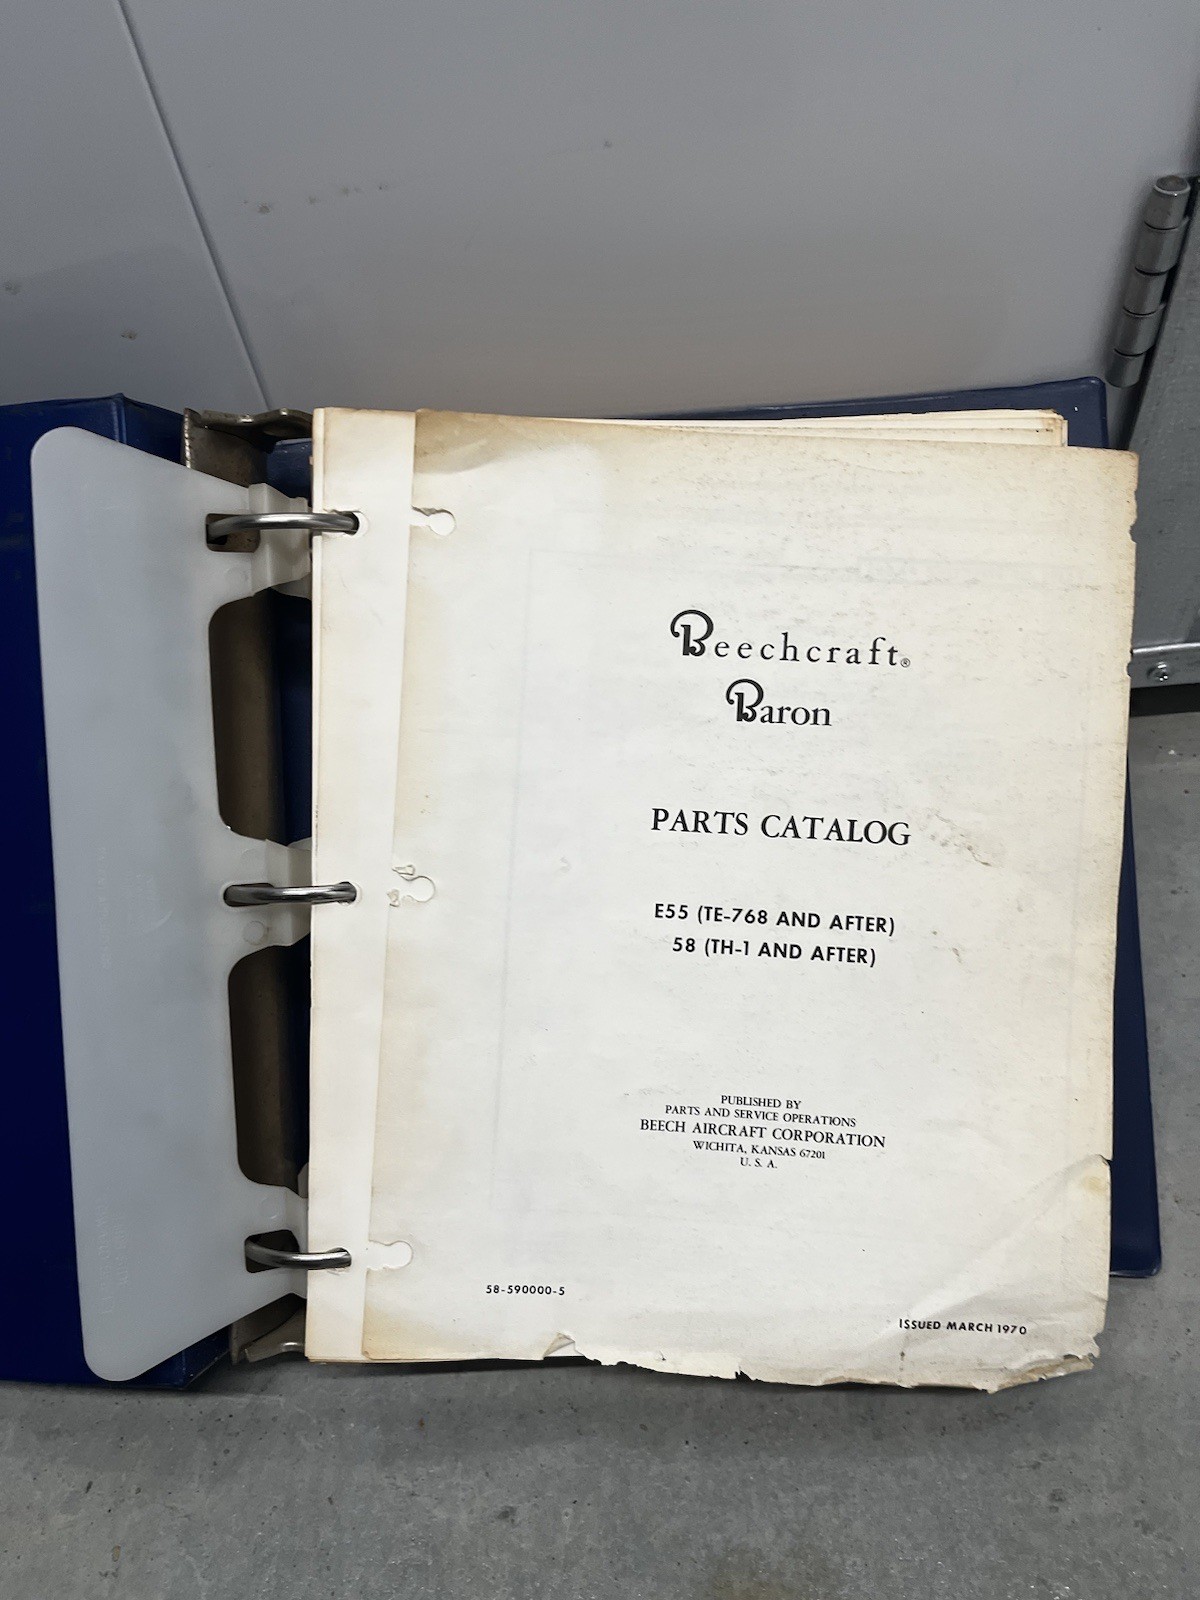 Beechcraft®
Baron
PARTS CATALOG
E55 (TE-768 AND AFTER)
58 (TH-1 AND AFTER)
PUBLISHED BY
PARTS AND SERVICE OPERATIONS
BEECH AIRCRAFT CORPORATION
WICHITA, KANSAS 67201
U. S. A.
58-590000-5
ISSUED MARCH 1970